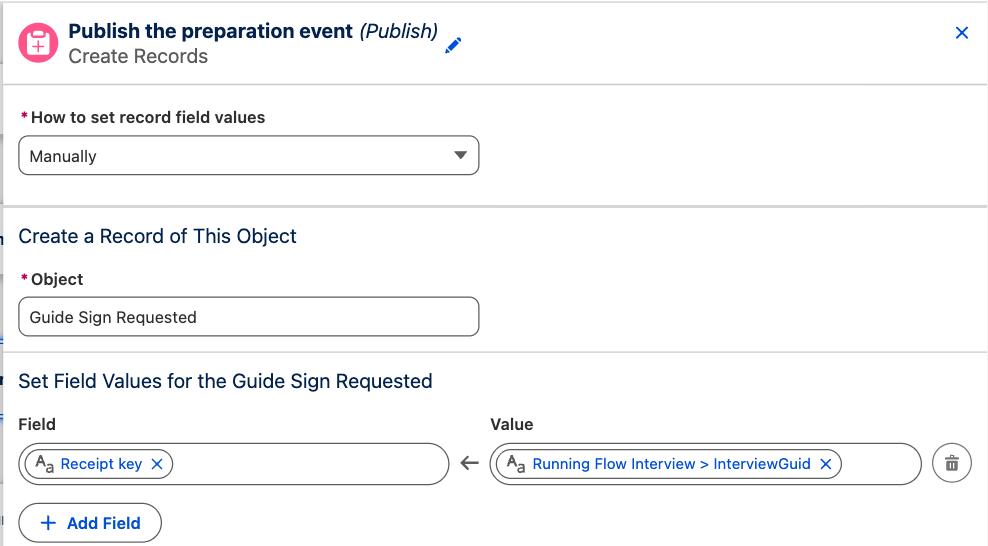 Publish the preparation event (Publish)
Create Records
* How to set record field values
Manually
Create a Record of This Object
* Object
Guide Sign Requested
Set Field Values for the Guide Sign Requested
Field Value
Aa Receipt key Aa Running Flow Interview > InterviewGuid
+ Add Field